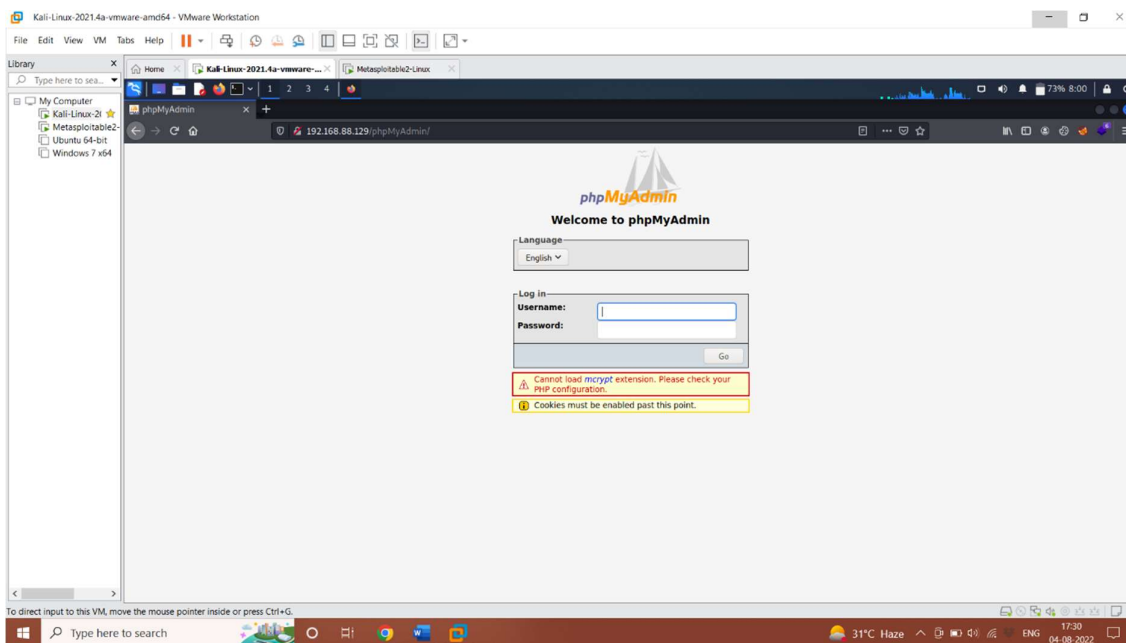 Kali-Linux-2021.4a-vmware-amd64 - VMware Workstation
File Edit View VM Tabs Help
Library
Home
Kali-Linux-2021.4a-vmware-...
Metasploitable2-Linux
Type here to sea...
1 2 3 4
73% 8:00
My Computer
Kali-Linux-20
Metasploitable2-
Ubuntu 64-bit
Windows 7 x64
phpMyAdmin
192.168.88.129/phpMyAdmin/
phpMyAdmin
Welcome to phpMyAdmin
Language
English
Log in
Username:
Password:
Go
Cannot load mcrypt extension. Please check your
PHP configuration.
Cookies must be enabled past this point.
To direct input to this VM, move the mouse pointer inside or press Ctrl+G.
Type here to search
31°C Haze
ENG
17:30
04-08-2022